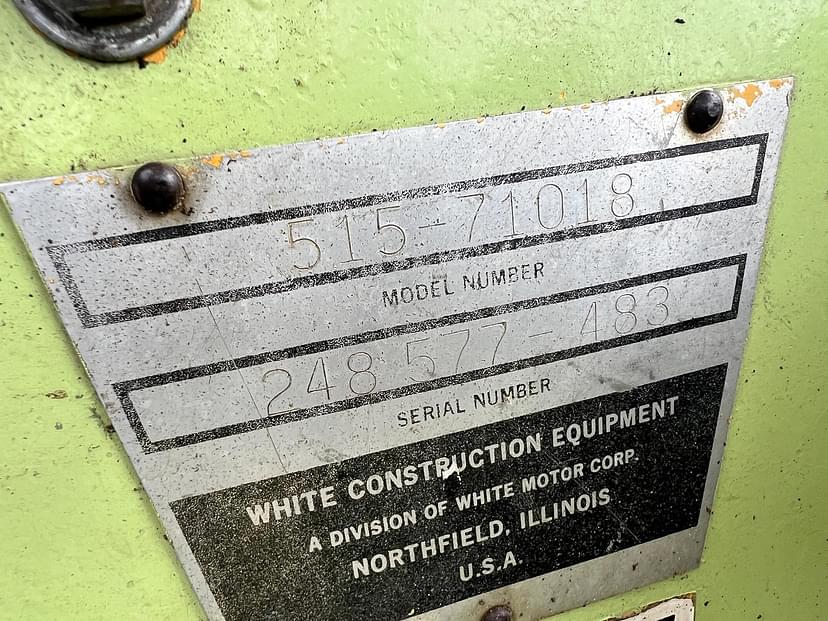 515-71018
MODEL NUMBER
248 577-483
SERIAL NUMBER
WHITE CONSTRUCTION EQUIPMENT
A DIVISION OF WHITE MOTOR CORP.
NORTHFIELD, ILLINOIS
U.S.A.